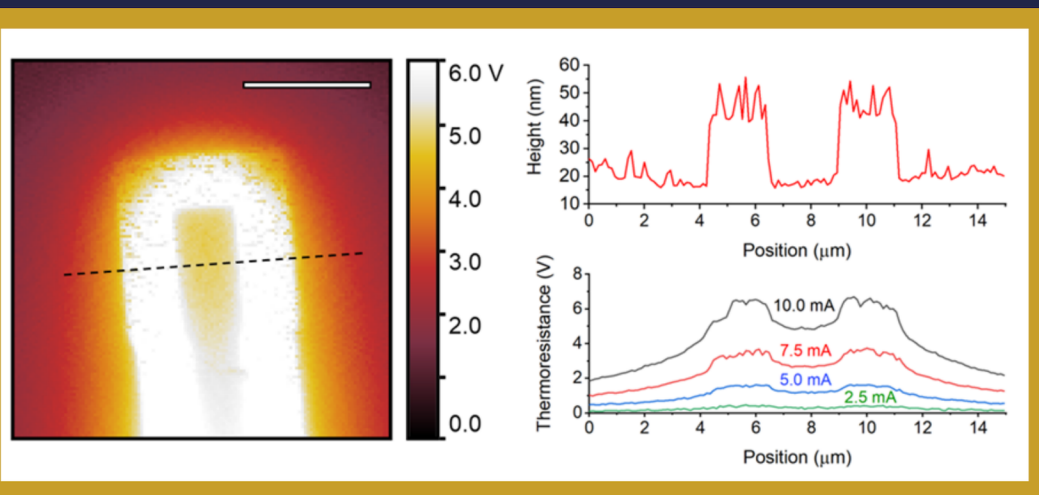 6.0 V
5.0
4.0
3.0
2.0
0.0
Height (nm)
60
50
40
30
20
10
0 2 4 6 8 10 12 14
Position (μm)
Thermoresistance (V)
8
6
4
2
0
10.0 mA
7.5 mA
5.0 mA
2.5 mA
0 2 4 6 8 10 12 14
Position (μm)